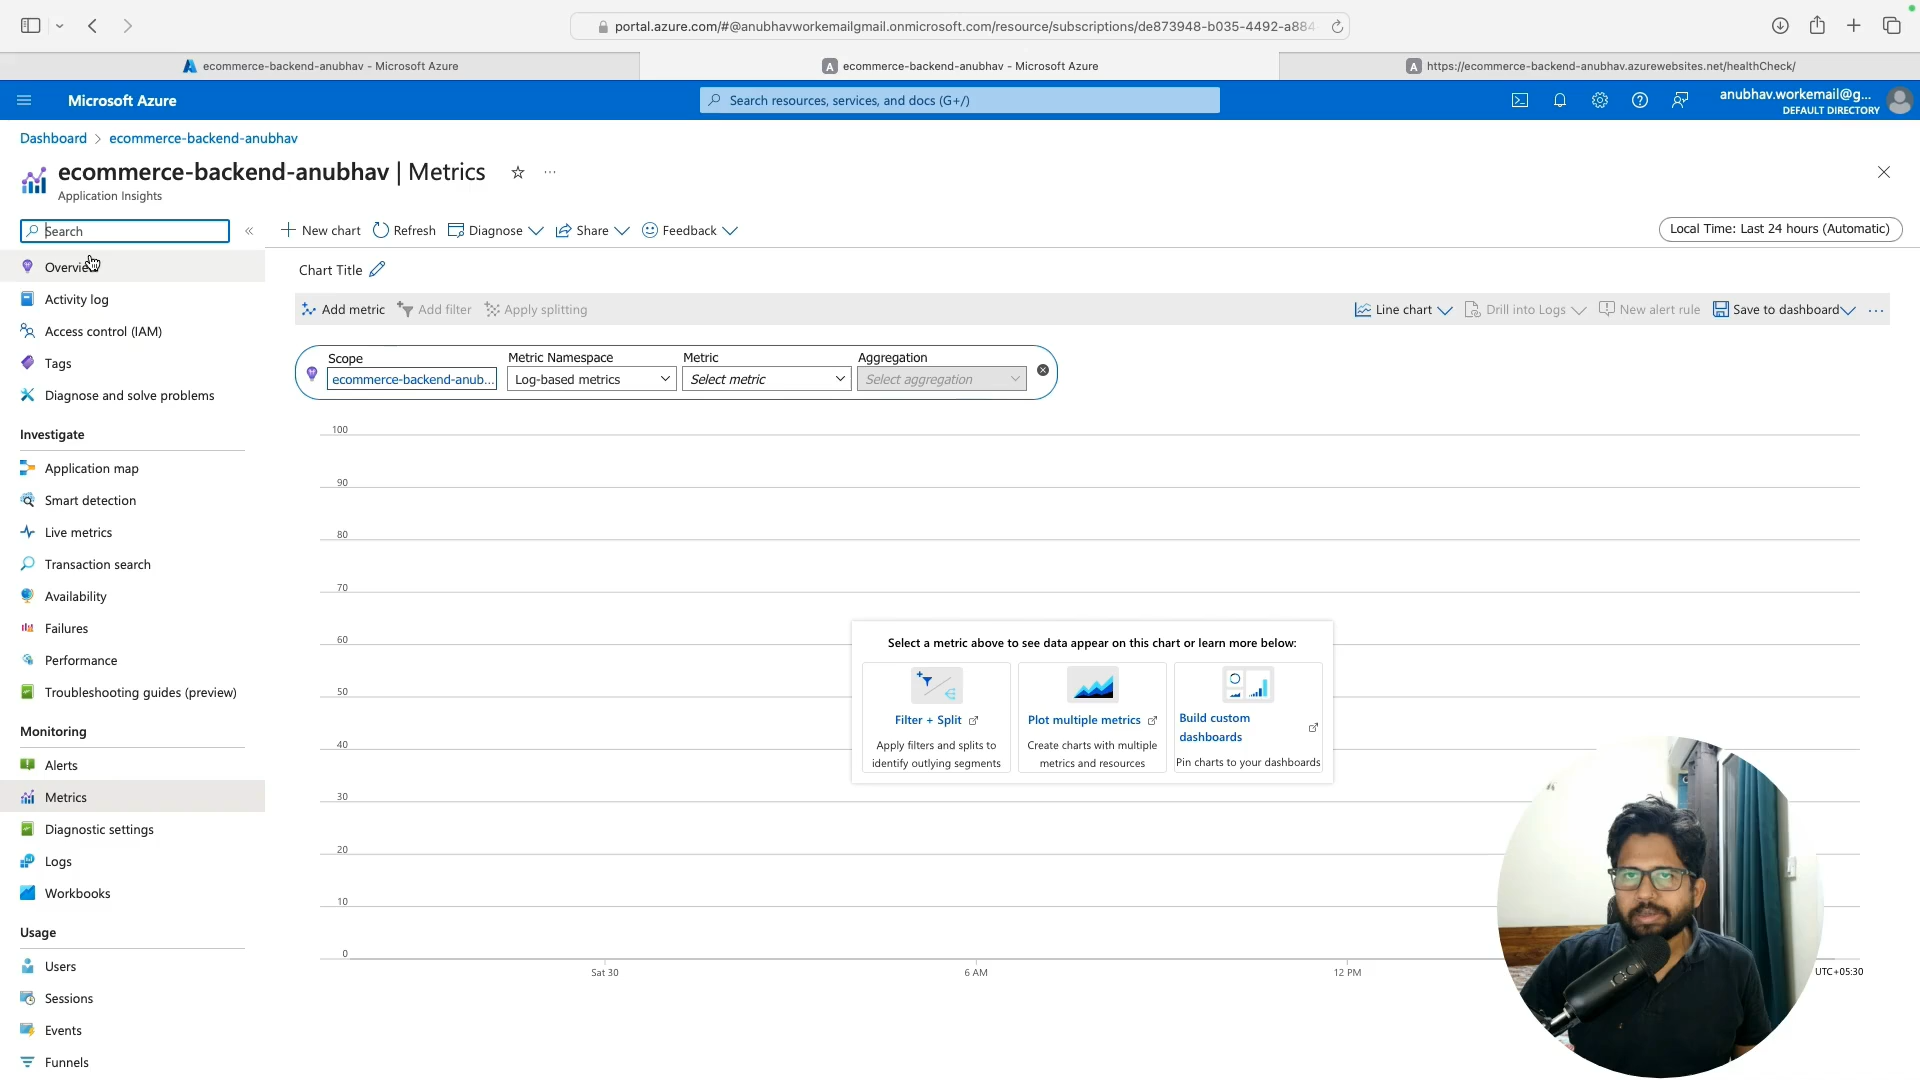 portal.azure.com/#@anubhavworkemailgmail.onmicrosoft.com/resource/subscriptions/de873948-b035-4492-a884-
ecommerce-backend-anubhav - Microsoft Azure
A ecommerce-backend-anubhav - Microsoft Azure
A https://ecommerce-backend-anubhav.azurewebsites.net/healthCheck/
Microsoft Azure
Search resources, services, and docs (G+/)
anubhav.workemail@g...
DEFAULT DIRECTORY
Dashboard > ecommerce-backend-anubhav
ecommerce-backend-anubhav | Metrics
Application Insights
Search
New chart Refresh Diagnose Share Feedback
Local Time: Last 24 hours (Automatic)
Overview
Activity log
Access control (IAM)
Tags
Diagnose and solve problems
Investigate
Application map
Smart detection
Live metrics
Transaction search
Availability
Failures
Performance
Troubleshooting guides (preview)
Monitoring
Alerts
Metrics
Diagnostic settings
Logs
Workbooks
Usage
Users
Sessions
Events
Funnels
Chart Title
Add metric Add filter Apply splitting
Line chart Drill into Logs New alert rule Save to dashboard ...
Scope Metric Namespace Metric Aggregation
ecommerce-backend-anub... Log-based metrics Select metric Select aggregation
100
90
80
70
60
50
40
30
20
10
0
Sat 30 6 AM 12 PM UTC+05:30
Select a metric above to see data appear on this chart or learn more below:
Filter + Split
Apply filters and splits to
identify outlying segments
Plot multiple metrics
Create charts with multiple
metrics and resources
Build custom
dashboards
Pin charts to your dashboards